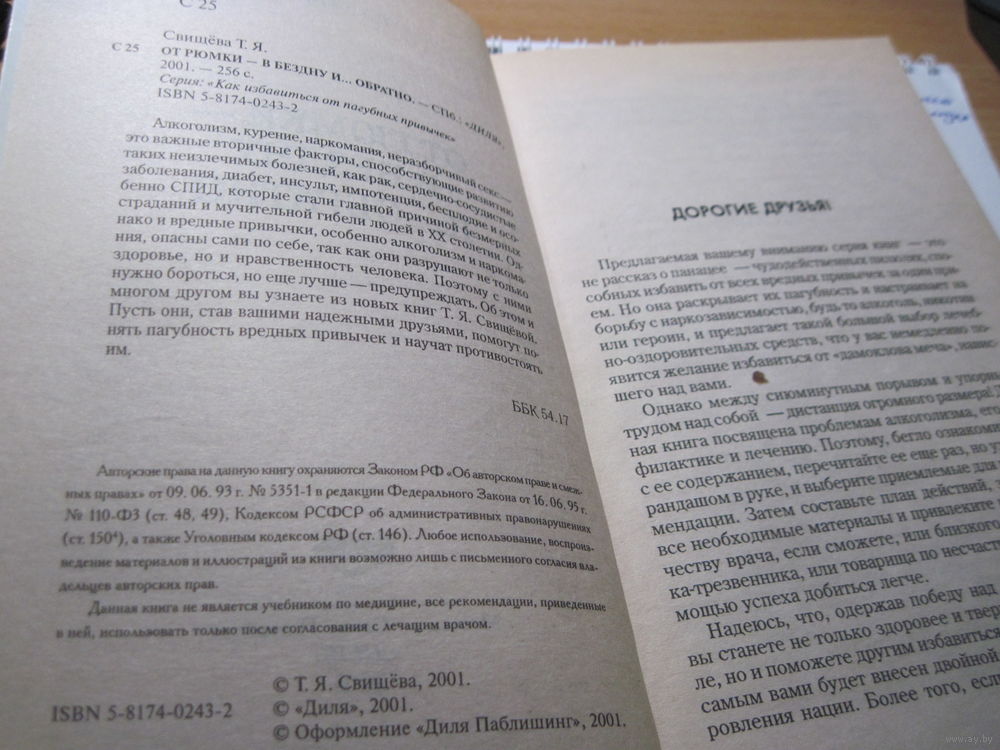 С 25
Свищёва Т. Я.
С 25 ОТ РЮМКИ — В БЕЗДНУ И... ОБРАТНО. — СПб.: «ДИЛЯ»,
2001. — 256 с.
Серия: «Как избавиться от пагубных привычек»
ISBN 5-8174-0243-2
Алкоголизм, курение, наркомания, неразборчивый секс —
это важные вторичные факторы, способствующие развитию
таких неизлечимых болезней, как рак, сердечно-сосудистые
заболевания, диабет, инсульт, импотенция, бесплодие и осо-
бенно СПИД, которые стали главной причиной безмерных
страданий и мучительной гибели людей в XX столетии. Од-
нако и вредные привычки, особенно алкоголизм и наркома-
ния, опасны сами по себе, так как они разрушают не только
здоровье, но и нравственность человека. Поэтому с ними
нужно бороться, но еще лучше — предупреждать. Об этом и
многом другом вы узнаете из новых книг Т. Я. Свищёвой.
Пусть они, став вашими надежными друзьями, помогут по-
нять пагубность вредных привычек и научат противостоять
им.
ББК 54.17
Авторские права на данную книгу охраняются Законом РФ «Об авторском праве и смеж-
ных правах» от 09. 06. 93 г. № 5351-1 в редакции Федерального Закона от 16. 06. 95 г.
№ 110-ФЗ (ст. 48, 49), Кодексом РСФСР об административных правонарушениях
(ст. 150⁴), а также Уголовным кодексом РФ (ст. 146). Любое использование, воспроиз-
ведение материалов и иллюстраций из книги возможно лишь с письменного согласия вла-
дельцев авторских прав.
Данная книга не является учебником по медицине, все рекомендации, приведенные
в ней, использовать только после согласования с лечащим врачом.
© Т. Я. Свищёва, 2001.
ISBN 5-8174-0243-2 © «Диля», 2001.
© Оформление «Диля Паблишинг», 2001.
ДОРОГИЕ ДРУЗЬЯ!
Предлагаемая вашему вниманию серия книг — это
не рассказ о панацее — чудодейственных пилюлях, спо-
собных избавить от всех вредных привычек за один при-
ем. Но она раскрывает их пагубность и настраивает на
борьбу с наркозависимостью, будь то алкоголь, никотин
или героин, и предлагает такой большой выбор лечеб-
но-оздоровительных средств, что у вас немедленно по-
явится желание избавиться от «дамоклова меча», навис-
шего над вами.
Однако между сиюминутным порывом и упорны
трудом над собой — дистанция огромного размера!
ная книга посвящена проблемам алкоголизма, его
филактике и лечению. Поэтому, бегло ознакоми
с ее содержанием, перечитайте ее еще раз, но у
рандашом в руке, и выберите приемлемые для
мендации. Затем составьте план действий,
все необходимые материалы и привлеките
честву врача, если сможете, или близкого
ка-трезвенника, или товарища по несчаст
мощью успеха добиться легче.
Надеюсь, что, одержав победу над
вы станете не только здоровее и твер
ле, но и поможете другим избавиться
самым вами будет внесен двойной
ровления нации. Более того, если
www.ay.by